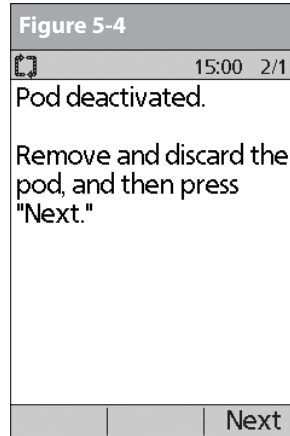 Figure 5-4
15:00 2/1
Pod deactivated.
Remove and discard the
pod, and then press
"Next."
Next